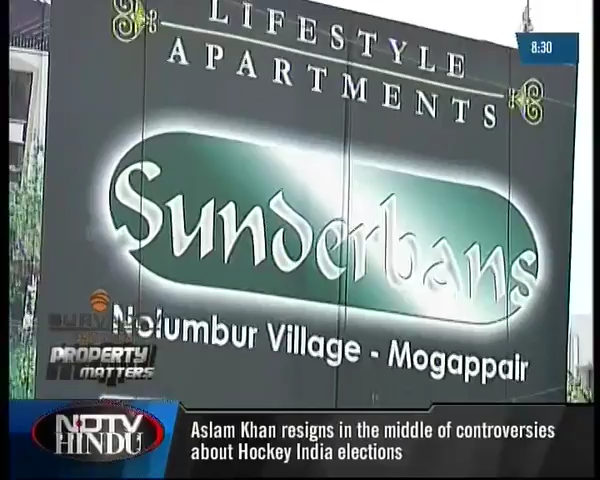 LIFESTYLE
8:30
APARTMENTS
Sunderbans
Nolumbur Village - Mogappair
PROPERTY
MATTERS
NDTV
HINDU
Aslam Khan resigns in the middle of controversies
about Hockey India elections